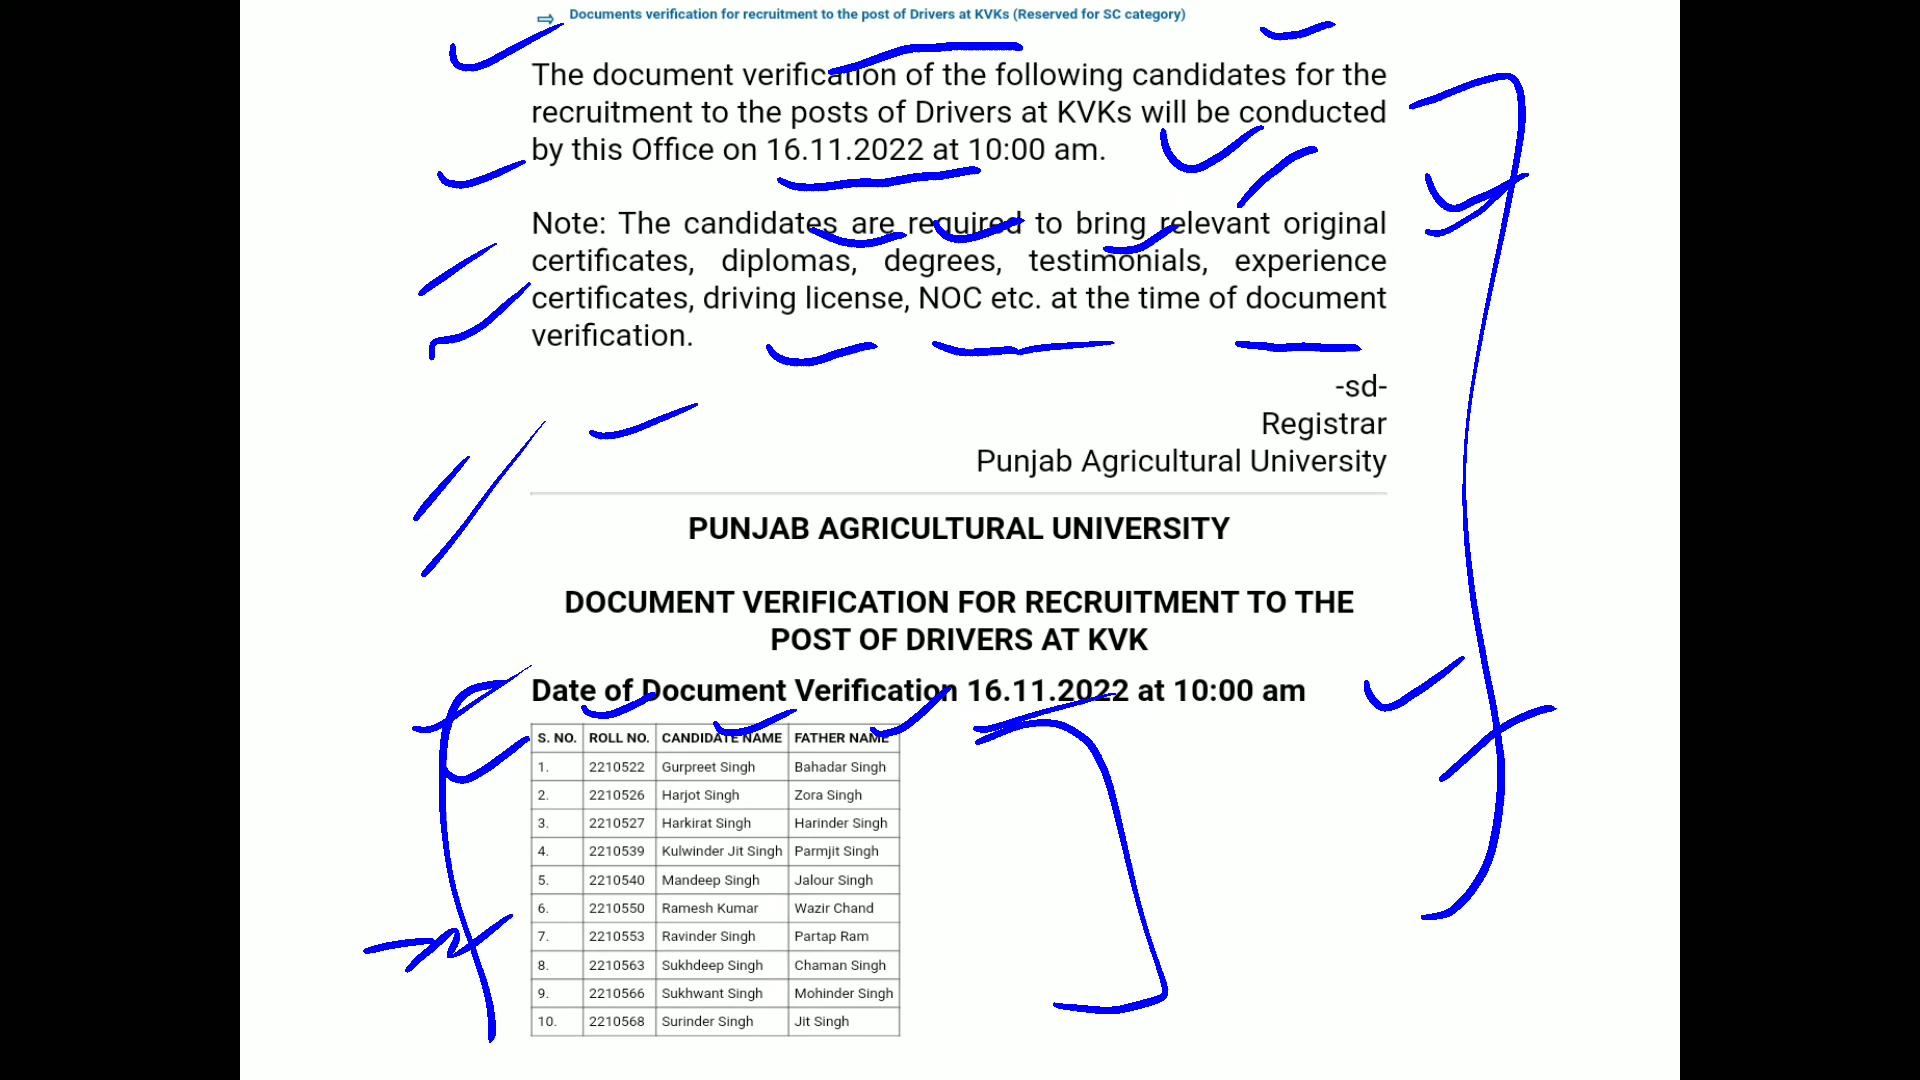 ⇨ Documents verification for recruitment to the post of Drivers at KVKs (Reserved for SC category)
The document verification of the following candidates for the
recruitment to the posts of Drivers at KVKs will be conducted
by this Office on 16.11.2022 at 10:00 am.
Note: The candidates are required to bring relevant original
certificates, diplomas, degrees, testimonials, experience
certificates, driving license, NOC etc. at the time of document
verification.
-sd-
Registrar
Punjab Agricultural University
PUNJAB AGRICULTURAL UNIVERSITY
DOCUMENT VERIFICATION FOR RECRUITMENT TO THE
POST OF DRIVERS AT KVK
Date of Document Verification 16.11.2022 at 10:00 am
S. NO. ROLL NO. CANDIDATE NAME FATHER NAME
1. 2210522 Gurpreet Singh Bahadar Singh
2. 2210526 Harjot Singh Zora Singh
3. 2210527 Harkirat Singh Harinder Singh
4. 2210539 Kulwinder Jit Singh Parmjit Singh
5. 2210540 Mandeep Singh Jalour Singh
6. 2210550 Ramesh Kumar Wazir Chand
7. 2210553 Ravinder Singh Partap Ram
8. 2210563 Sukhdeep Singh Chaman Singh
9. 2210566 Sukhwant Singh Mohinder Singh
10. 2210568 Surinder Singh Jit Singh